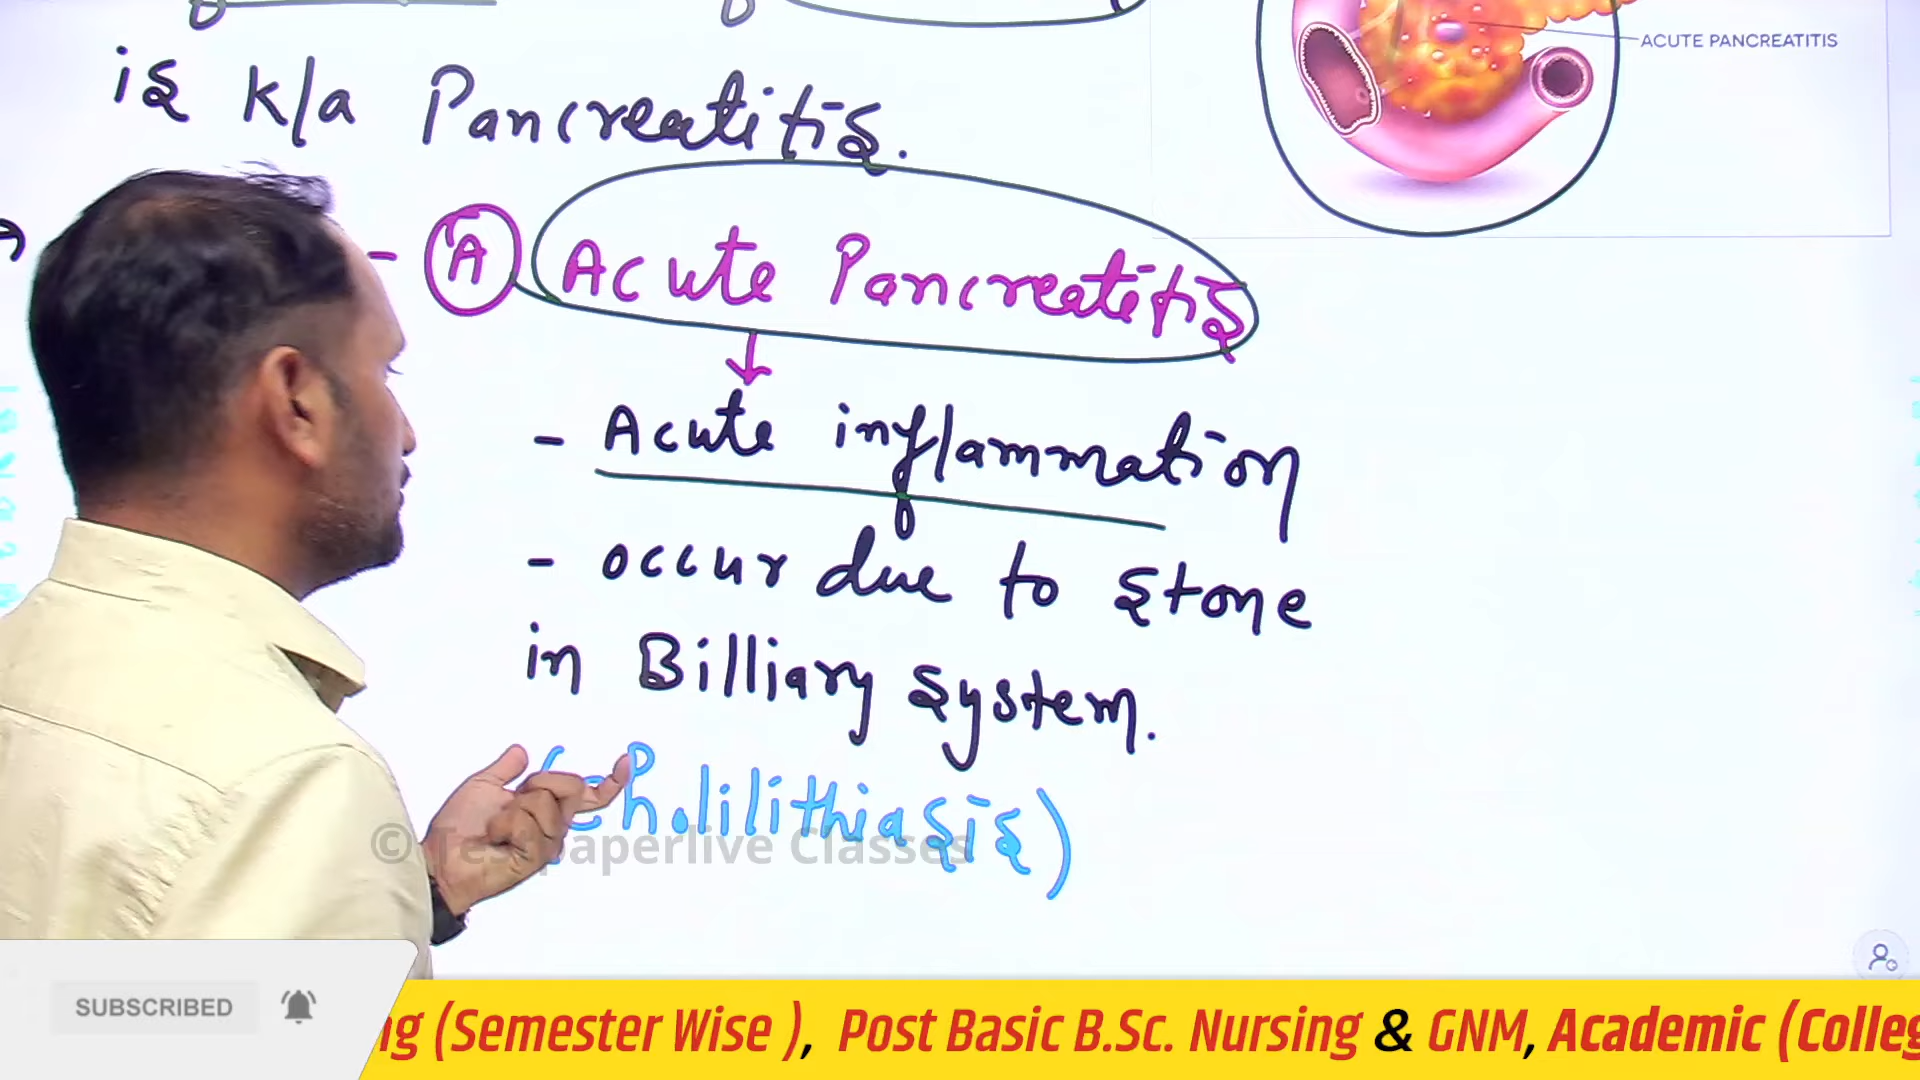 ACUTE PANCREATITIS
is k/a Pancreatitis.
- A Acute Pancreatitis
- Acute inflammation
- occur due to stone
in Billiary system.
(Cholilithiasis)
© Testpaperlive Classes
SUBSCRIBED
ng (Semester Wise ), Post Basic B.Sc. Nursing & GNM, Academic (Colleg